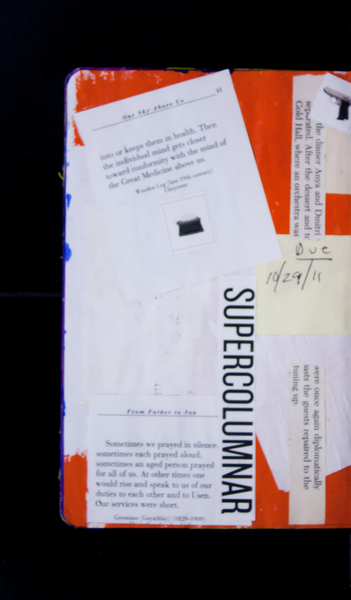 One Sky Above Us 41
into or keeps them in health. Then
the individual mind gets closer
toward conformity with the mind of
the Great Medicine above us.
Wooden Leg (late 19th century)
Cheyenne
the dinner Anya and Dmitri
separated. After the dessert and to
Gold Hall, where an orchestra was
Due
10/29/11
SUPERCOLUMNAR
were once again diplomatically
uests the guests repaired to the
tuning up.
From Father to Son
Sometimes we prayed in silence
sometimes each prayed aloud;
sometimes an aged person prayed
for all of us. At other times one
would rise and speak to us of our
duties to each other and to Usen.
Our services were short.
Geronimo [Goyathlay] (1829-1909)